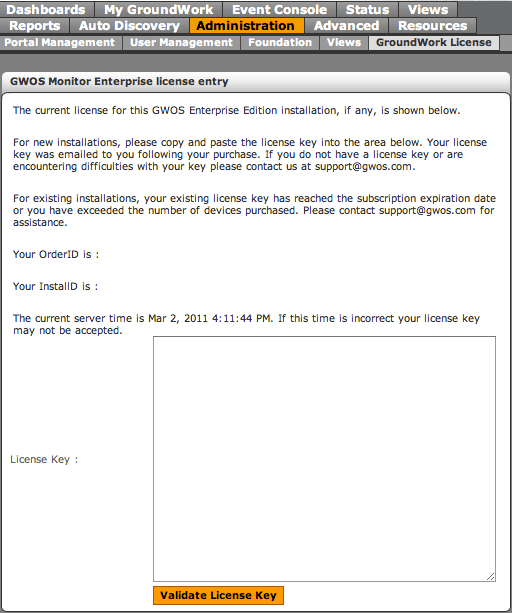 Dashboards My GroundWork Event Console Status Views
Reports Auto Discovery Administration Advanced Resources
Portal Management User Management Foundation Views GroundWork License
GWOS Monitor Enterprise license entry
The current license for this GWOS Enterprise Edition installation, if any, is shown below.
For new installations, please copy and paste the license key into the area below. Your license
key was emailed to you following your purchase. If you do not have a license key or are
encountering difficulties with your key please contact us at support@gwos.com.
For existing installations, your existing license key has reached the subscription expiration date
or you have exceeded the number of devices purchased. Please contact support@gwos.com for
assistance.
Your OrderID is :
Your InstallD is :
The current server time is Mar 2, 2011 4:11:44 PM. If this time is incorrect your license key
may not be accepted.
License Key :
Validate License Key